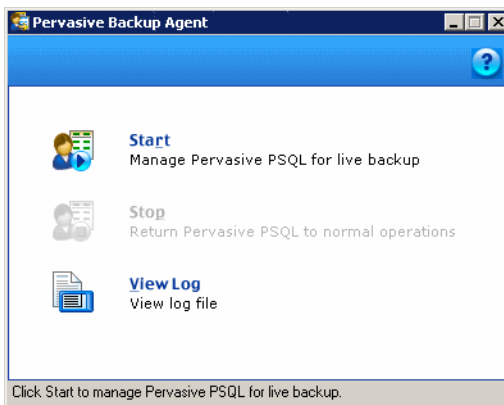 Pervasive Backup Agent
?
Start
Manage Pervasive PSQL for live backup
Stop
Return Pervasive PSQL to normal operations
View Log
View log file
Click Start to manage Pervasive PSQL for live backup.